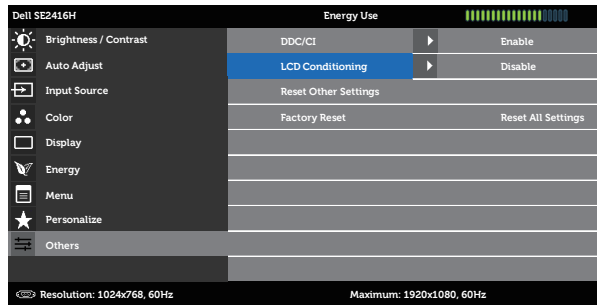 Dell SE2416H Energy Use
Brightness / Contrast DDC/CI Enable
Auto Adjust LCD Conditioning Disable
Input Source Reset Other Settings
Color Factory Reset Reset All Settings
Display
Energy
Menu
Personalize
Others
Resolution: 1024x768, 60Hz Maximum: 1920x1080, 60Hz